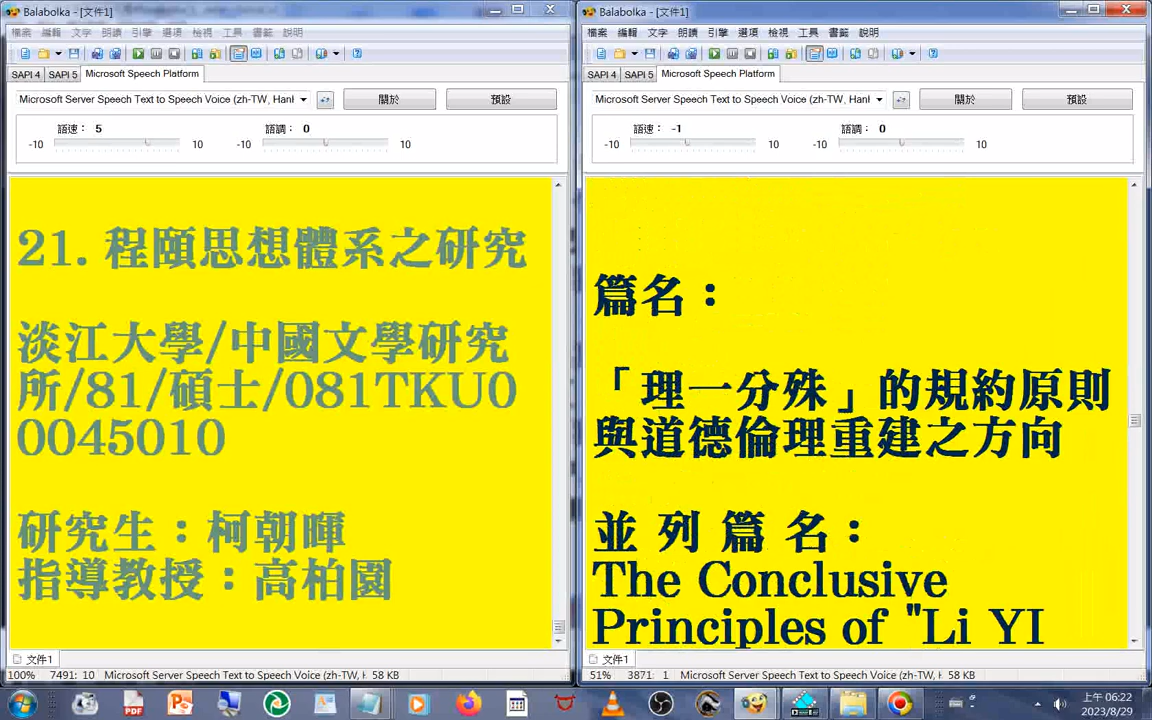 Balabolka - [文件1]
檔案 編輯 文字 朗讀 引擎 選項 檢視 工具 書籤 說明
SAPI 4 SAPI 5 Microsoft Speech Platform
Microsoft Server Speech Text to Speech Voice (zh-TW, Hanl
關於
預設
語速： 5
語調： 0
-10 10 -10 10
21. 程頤思想體系之研究
淡江大學/中國文學研究
所/81/碩士/081TKU0
0045010
研究生：柯朝暉
指導教授：高柏園
文件1
100% 7491: 10 Microsoft Server Speech Text to Speech Voice (zh-TW, H 58 KB
Balabolka - [文件1]
檔案 編輯 文字 朗讀 引擎 選項 檢視 工具 書籤 說明
SAPI 4 SAPI 5 Microsoft Speech Platform
Microsoft Server Speech Text to Speech Voice (zh-TW, Hanl
關於
預設
語速： -1
語調： 0
-10 10 -10 10
篇名：
「理一分殊」的規約原則
與道德倫理重建之方向
並 列 篇 名：
The Conclusive
Principles of "Li YI
文件1
51% 3871: 1 Microsoft Server Speech Text to Speech Voice (zh-TW, H 58 KB
上午 06:22
2023/8/29